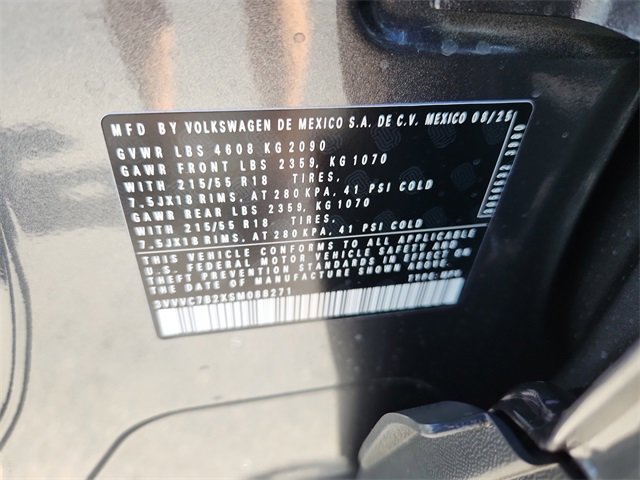 MFD BY VOLKSWAGEN DE MEXICO S.A. DE C.V. MEXICO 08/25
GVWR LBS 4608 KG 2090
GAWR FRONT LBS 2359, KG 1070
WITH 215/55 R18 TIRES,
7.5JX18 RIMS, AT 280 KPA, 41 PSI COLD
GAWR REAR LBS 2359, KG 1070
WITH 215/55 R18 TIRES,
7.5JX18 RIMS, AT 280 KPA, 41 PSI COLD
THIS VEHICLE CONFORMS TO ALL APPLICABLE
U.S. FEDERAL MOTOR VEHICLE SAFETY AND
THEFT PREVENTION STANDARDS IN EFFECT ON
THE DATE OF MANUFACTURE SHOWN ABOVE
3VVVC7B2XSM088271